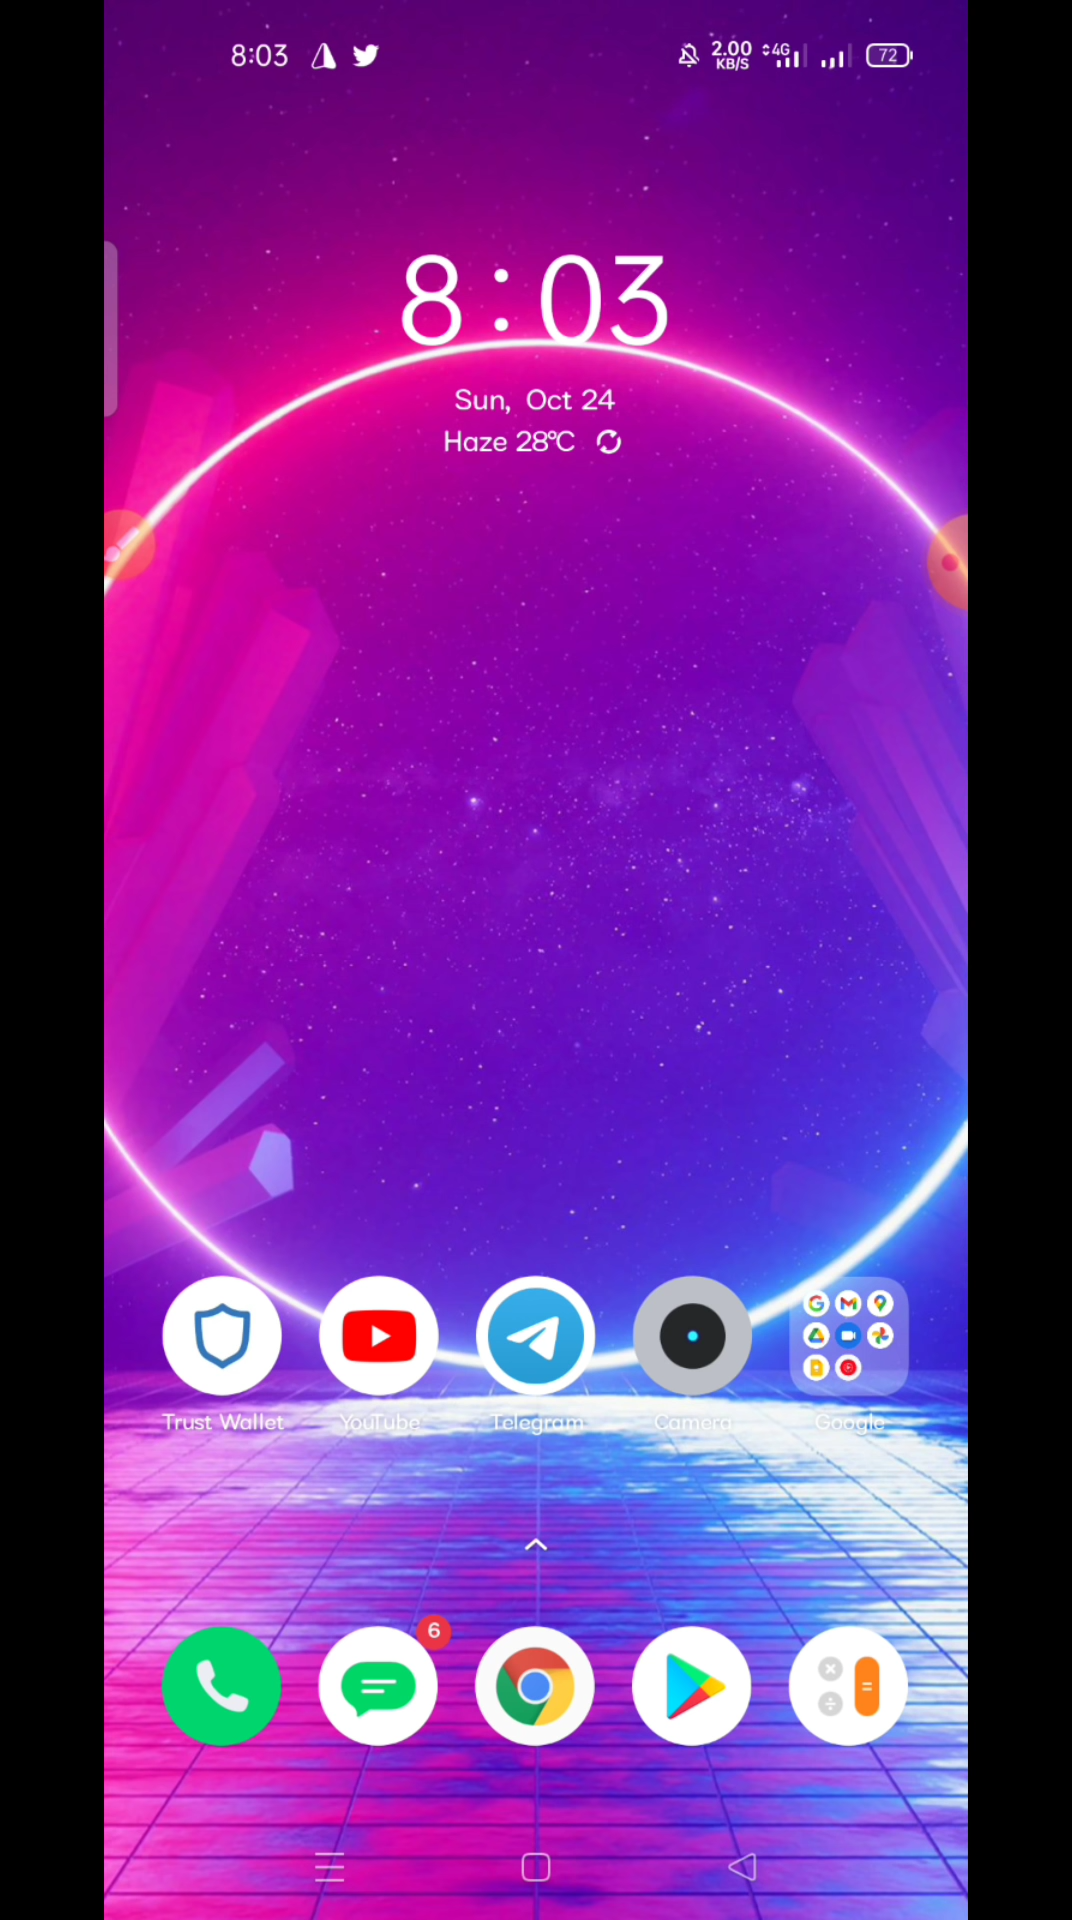 8:03
2.00
KB/S
4G
72
8:03
Sun, Oct 24
Haze 28°C
Trust Wallet
YouTube
Telegram
Camera
Google
6